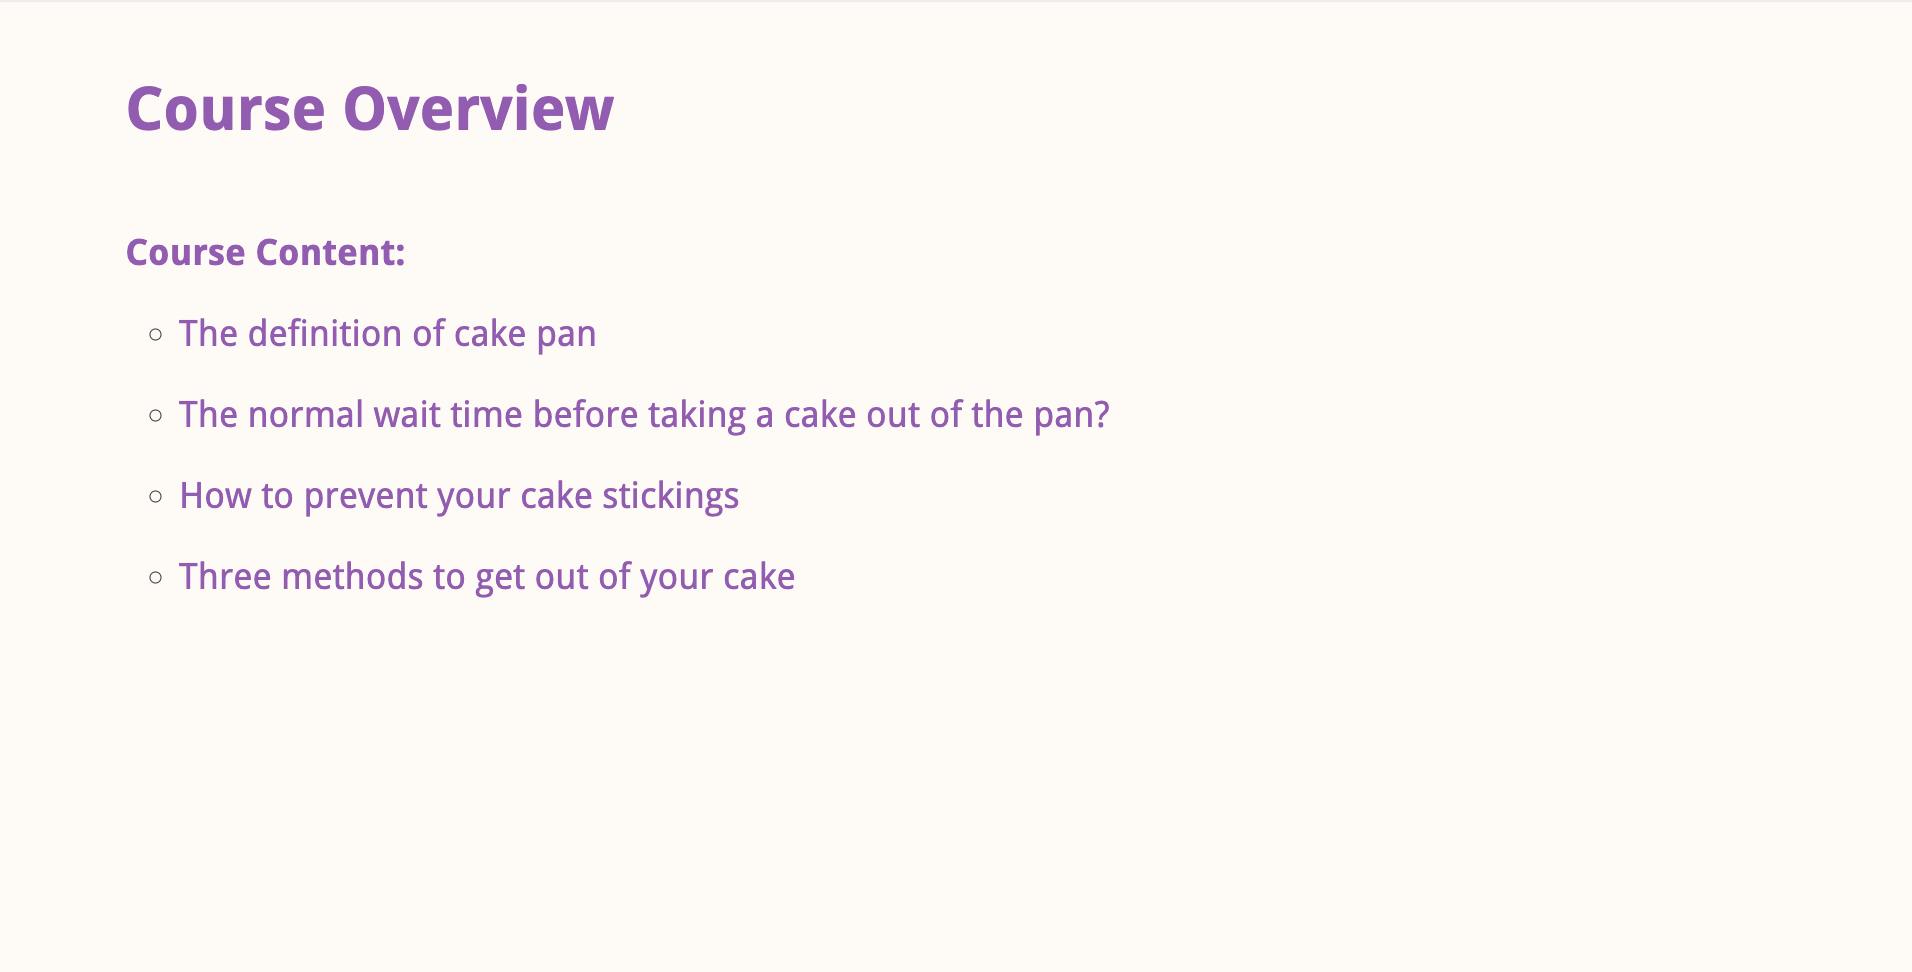 Course Overview
Course Content:
The definition of cake pan
The normal wait time before taking a cake out of the pan?
How to prevent your cake stickings
Three methods to get out of your cake